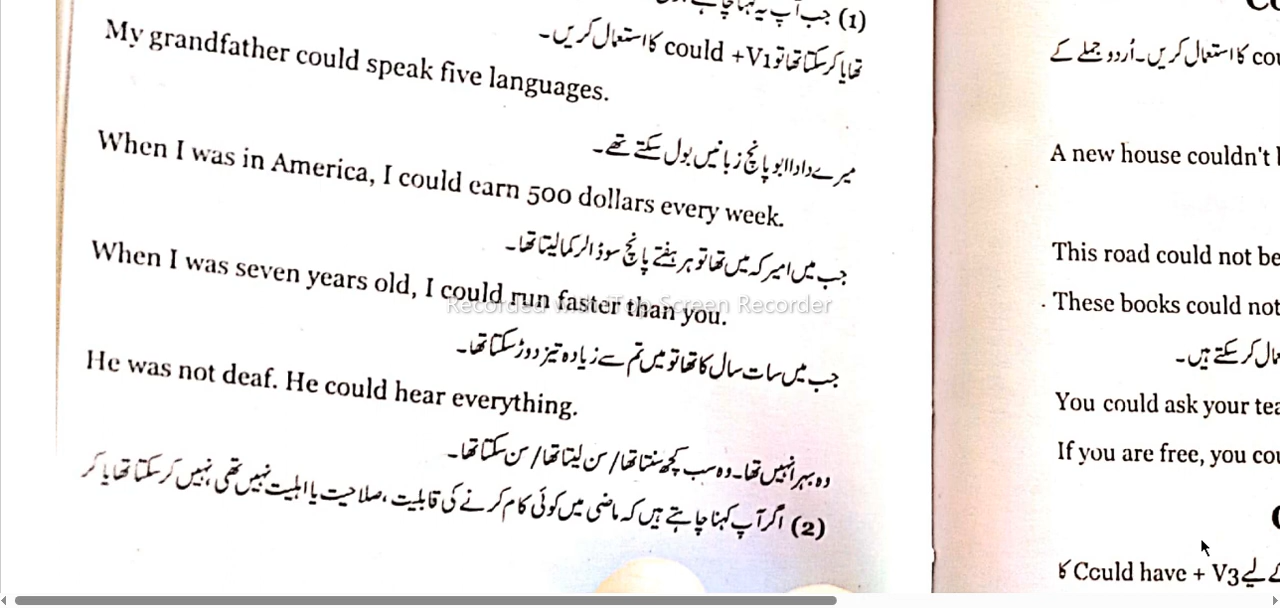 (1) جب آپ یہ کہنا چاہتے
تھا یا کر سکتا تھا تو could +V1 کا استعمال کریں۔
My grandfather could speak five languages.
میرے دادا ابو پانچ زبانیں بول سکتے تھے۔
When I was in America, I could earn 500 dollars every week.
جب میں امیرکہ میں تھا تو ہر ہفتے پانچ سو ڈالر کما لیتا تھا۔
When I was seven years old, I could run faster than you.
جب میں سات سال کا تھا تو میں تم سے زیادہ تیز دوڑ سکتا تھا۔
He was not deaf. He could hear everything.
وہ بہرا نہیں تھا۔ وہ سب کچھ سنتا تھا/ سن لیتا تھا/ سن سکتا تھا۔
(2) اگر آپ کہنا چاہتے ہیں کہ ماضی میں کوئی کام کرنے کی قابلیت، صلاحیت یا اہلیت نہیں تھی، نہیں کر سکتا تھا یا کر
Recorded with iTop Screen Recorder
کا استعمال کریں۔ اُردو جملے کے
A new house couldn't
This road could not be
These books could not
کر سکتے ہیں۔
You could ask your
If you are free, you
Could have + V3 کے لیے کا